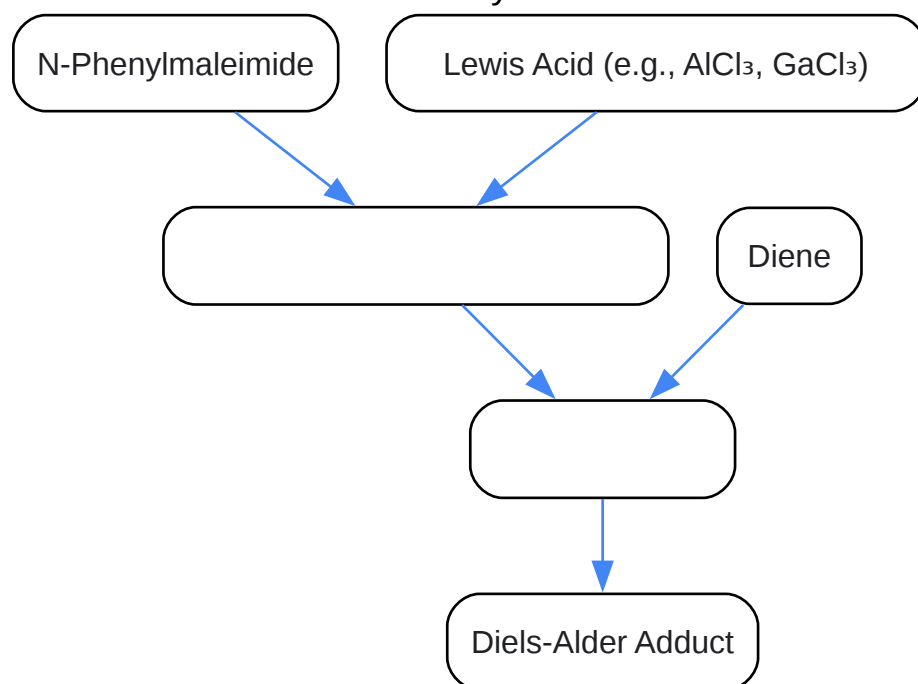 N-Phenylmaleimide
Lewis Acid (e.g., AlCl₃, GaCl₃)
Diene
Diels-Alder Adduct